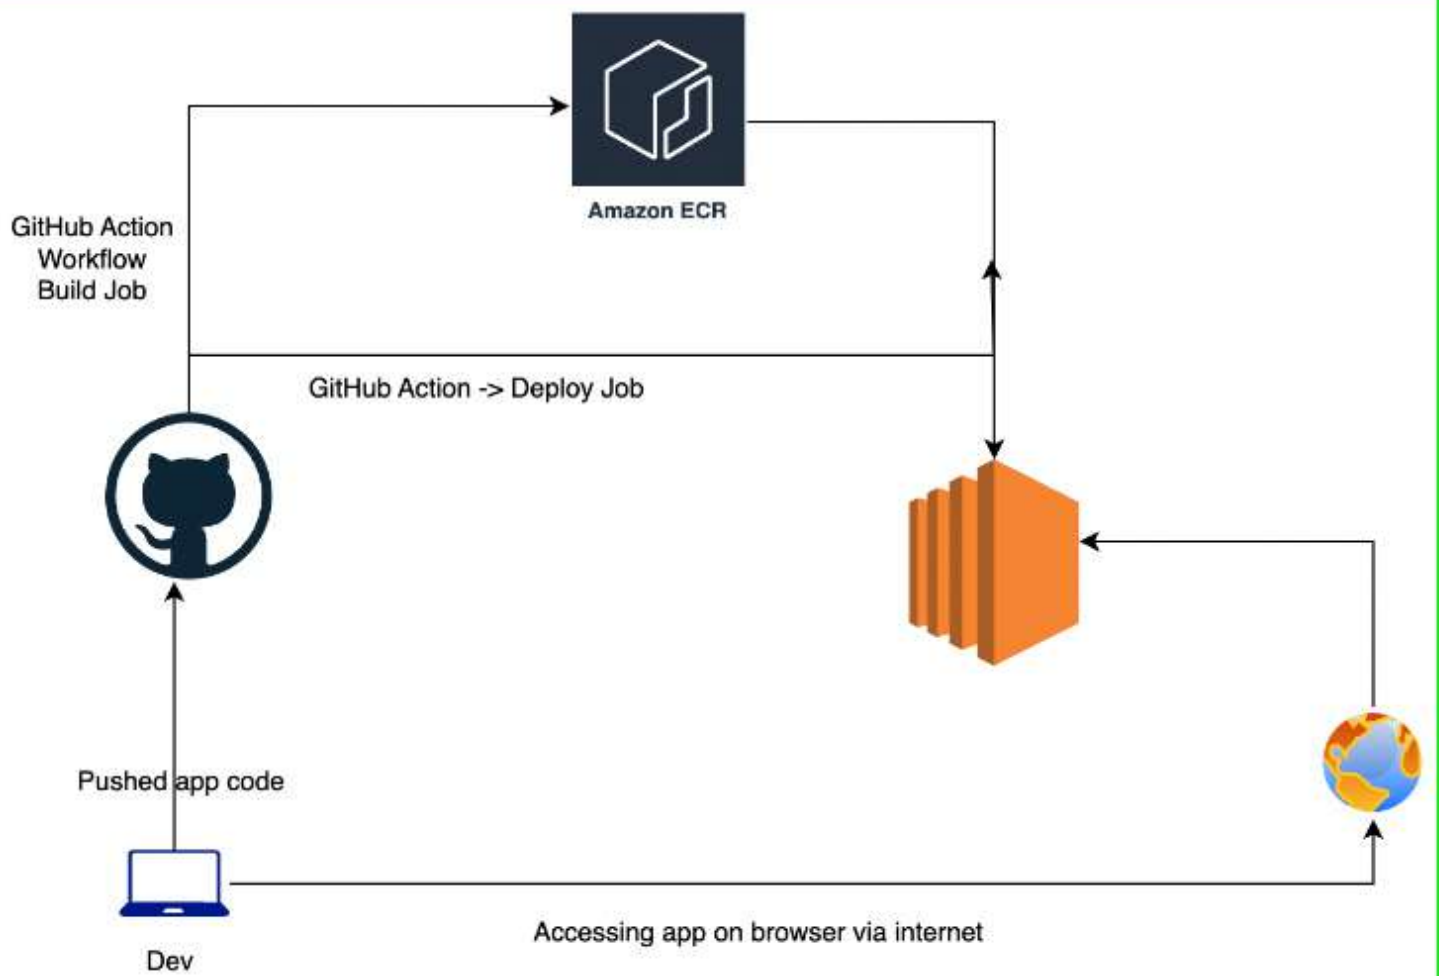 Amazon ECR
GitHub Action
Workflow
Build Job
GitHub Action -> Deploy Job
Pushed app code
Accessing app on browser via internet
Dev